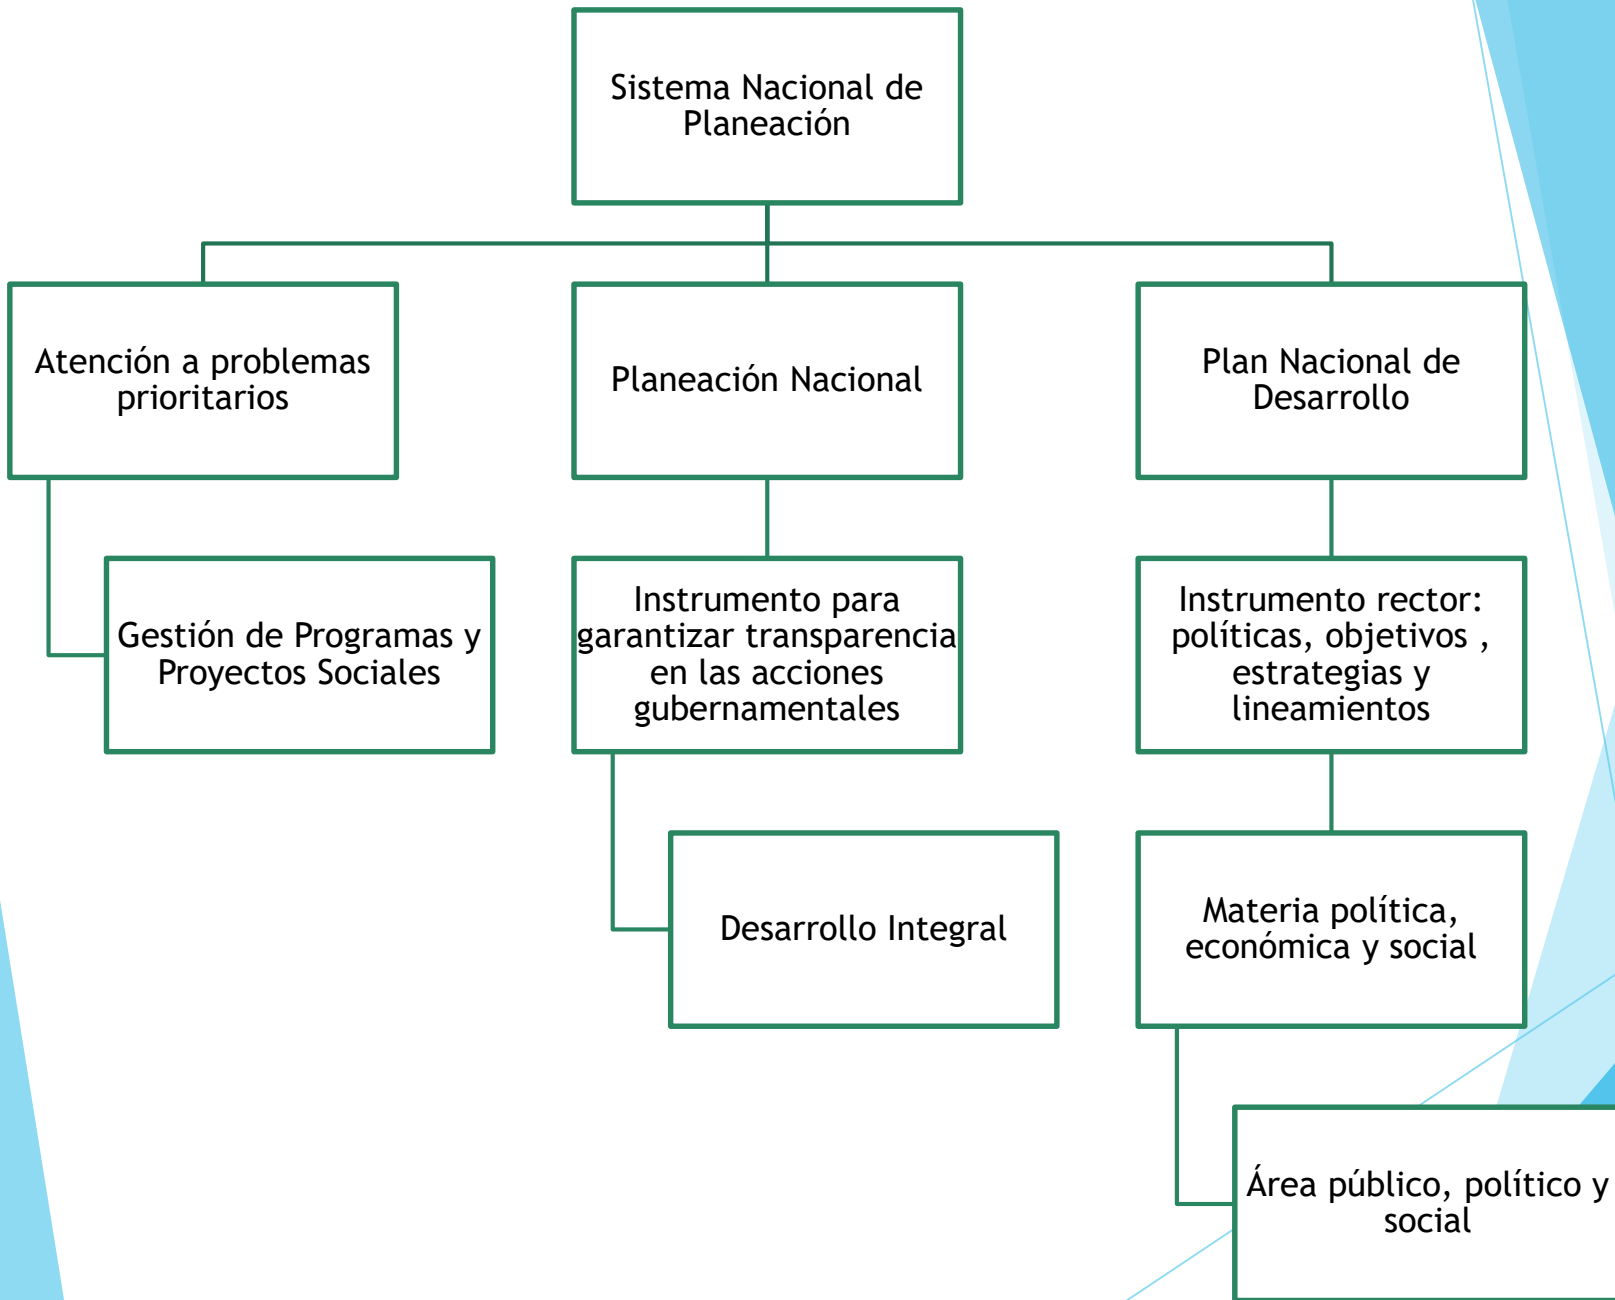 Sistema Nacional de
Planeación
Atención a problemas
prioritarios
Planeación Nacional
Plan Nacional de
Desarrollo
Gestión de Programas y
Proyectos Sociales
Instrumento para
garantizar transparencia
en las acciones
gubernamentales
Instrumento rector:
políticas, objetivos ,
estrategias y
lineamientos
Desarrollo Integral
Materia política,
económica y social
Área público, político y
social